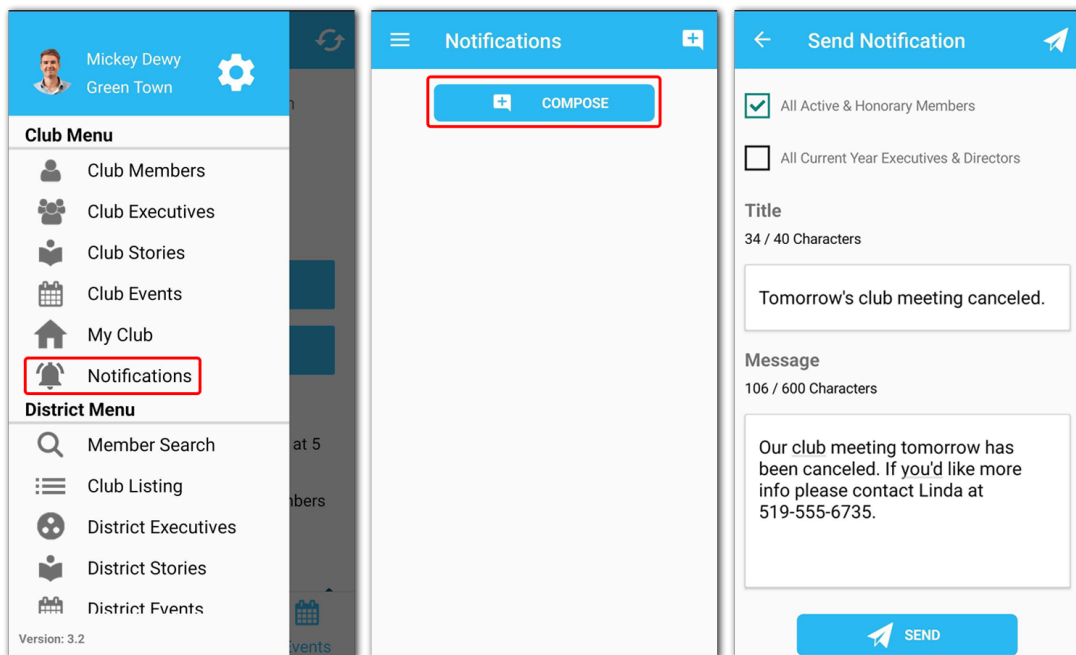 Mickey Dewy
Green Town
Club Menu
Club Members
Club Executives
Club Stories
Club Events
My Club
Notifications
District Menu
Member Search
Club Listing
District Executives
District Stories
District Events
Version: 3.2
at 5
Notifications
COMPOSE
Send Notification
All Active & Honorary Members
All Current Year Executives & Directors
Title
34 / 40 Characters
Tomorrow's club meeting canceled.
Message
106 / 600 Characters
Our club meeting tomorrow has
been canceled. If you'd like more
info please contact Linda at
519-555-6735.
SEND